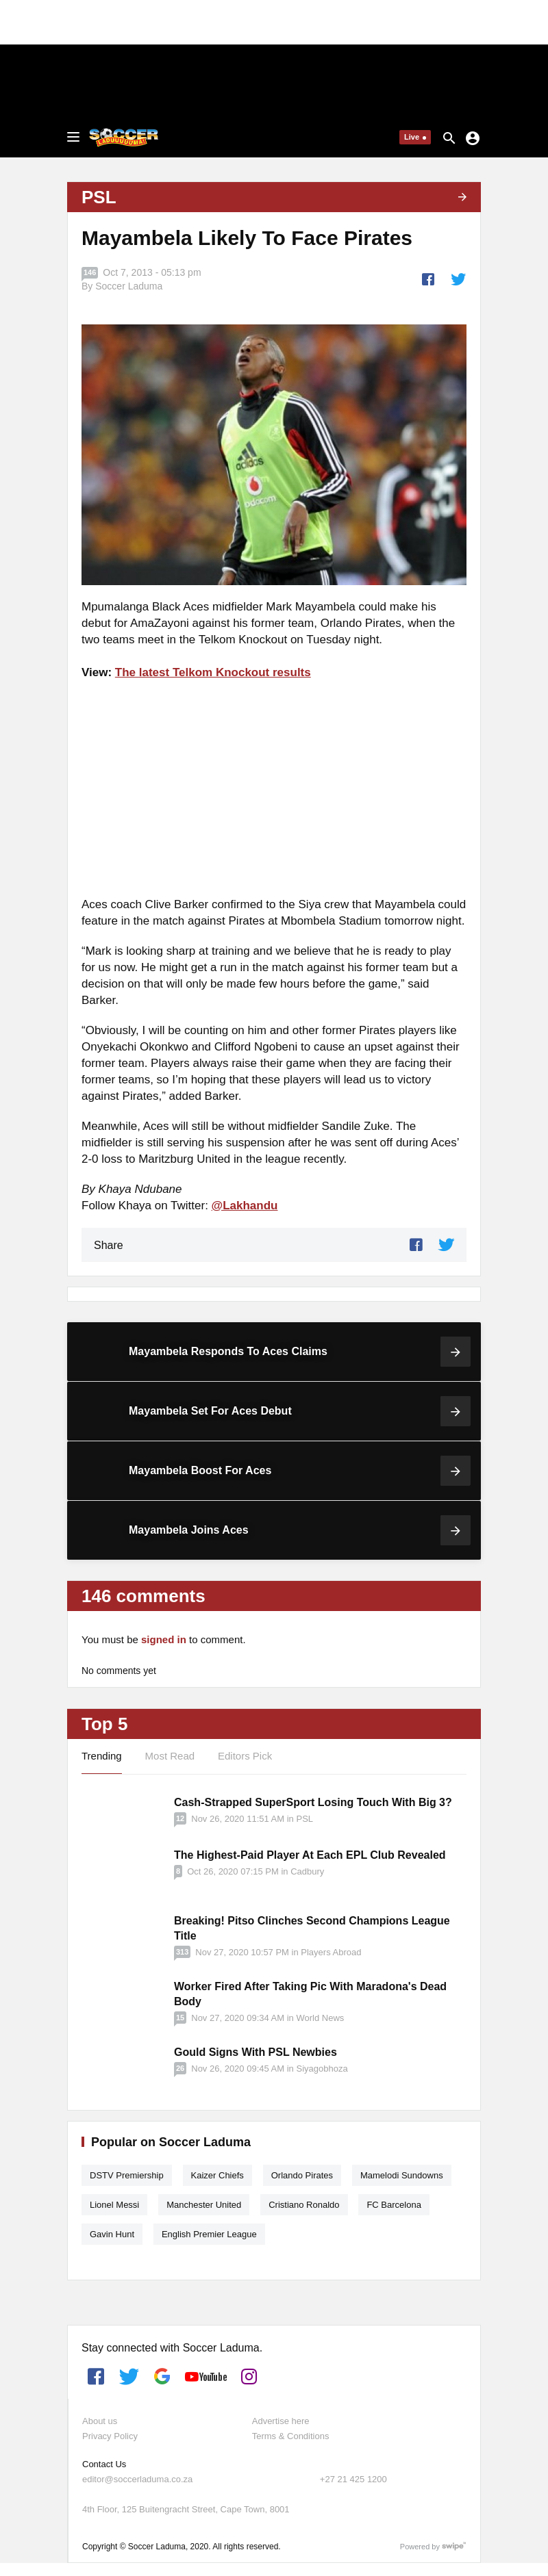 SOCCER
LADUUUUUMA!
Live
PSL
Mayambela Likely To Face Pirates
146 Oct 7, 2013 - 05:13 pm
By Soccer Laduma
adidas
vodacom
Mpumalanga Black Aces midfielder Mark Mayambela could make his
debut for AmaZayoni against his former team, Orlando Pirates, when the
two teams meet in the Telkom Knockout on Tuesday night.
View: The latest Telkom Knockout results
Aces coach Clive Barker confirmed to the Siya crew that Mayambela could
feature in the match against Pirates at Mbombela Stadium tomorrow night.
“Mark is looking sharp at training and we believe that he is ready to play
for us now. He might get a run in the match against his former team but a
decision on that will only be made few hours before the game,” said
Barker.
“Obviously, I will be counting on him and other former Pirates players like
Onyekachi Okonkwo and Clifford Ngobeni to cause an upset against their
former team. Players always raise their game when they are facing their
former teams, so I’m hoping that these players will lead us to victory
against Pirates,” added Barker.
Meanwhile, Aces will still be without midfielder Sandile Zuke. The
midfielder is still serving his suspension after he was sent off during Aces’
2-0 loss to Maritzburg United in the league recently.
By Khaya Ndubane
Follow Khaya on Twitter: @Lakhandu
Share
Mayambela Responds To Aces Claims
Mayambela Set For Aces Debut
Mayambela Boost For Aces
Mayambela Joins Aces
146 comments
You must be signed in to comment.
No comments yet
Top 5
Trending Most Read Editors Pick
Cash-Strapped SuperSport Losing Touch With Big 3?
12 Nov 26, 2020 11:51 AM in PSL
The Highest-Paid Player At Each EPL Club Revealed
8 Oct 26, 2020 07:15 PM in Cadbury
Breaking! Pitso Clinches Second Champions League
Title
313 Nov 27, 2020 10:57 PM in Players Abroad
Worker Fired After Taking Pic With Maradona's Dead
Body
15 Nov 27, 2020 09:34 AM in World News
Gould Signs With PSL Newbies
26 Nov 26, 2020 09:45 AM in Siyagobhoza
Popular on Soccer Laduma
DSTV Premiership Kaizer Chiefs Orlando Pirates Mamelodi Sundowns
Lionel Messi Manchester United Cristiano Ronaldo FC Barcelona
Gavin Hunt English Premier League
Stay connected with Soccer Laduma.
YouTube
About us Advertise here
Privacy Policy Terms & Conditions
Contact Us
editor@soccerladuma.co.za +27 21 425 1200
4th Floor, 125 Buitengracht Street, Cape Town, 8001
Copyright © Soccer Laduma, 2020. All rights reserved. Powered by swipe